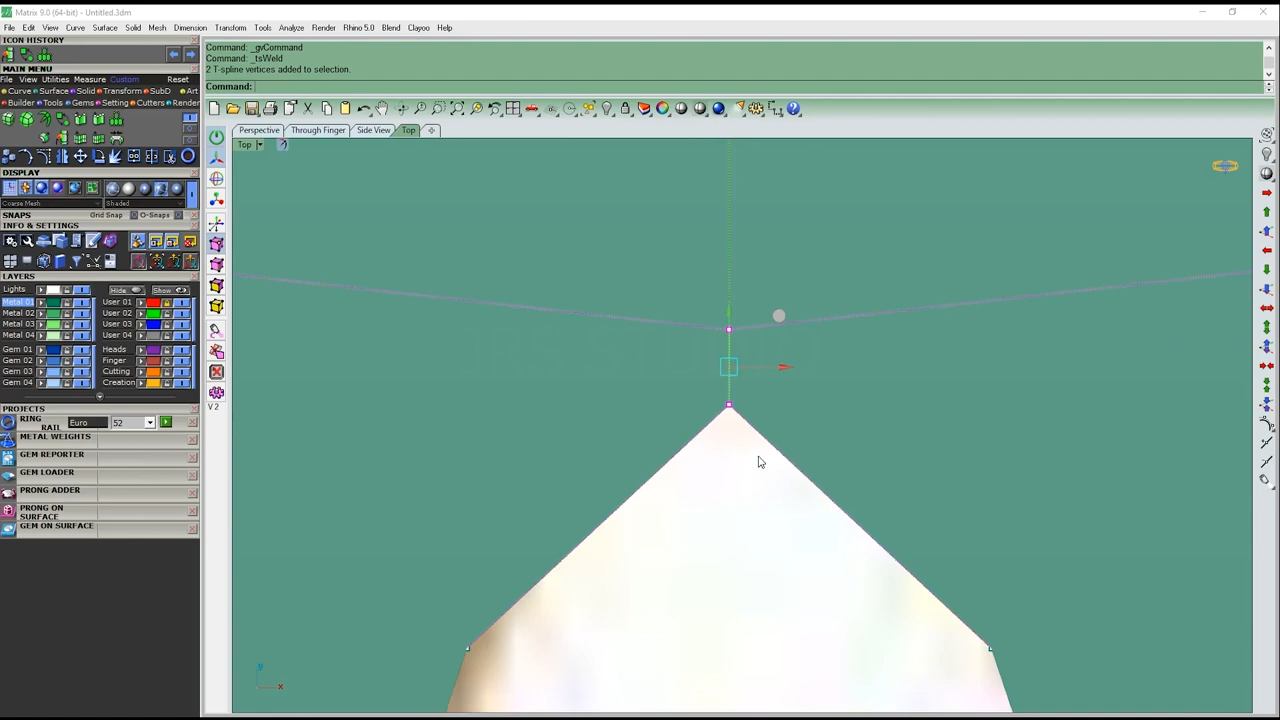 Matrix 9.0 (64-bit) - Untitled.3dm
File Edit View Curve Surface Solid Mesh Dimension Transform Tools Analyze Render Rhino 5.0 Blend Clayoo Help
ICON HISTORY
MAIN MENU
File View Utilities Measure Custom Reset
Curve Surface Solid Transform SubD Art
Builder Tools Gems Setting Cutters Render
DISPLAY
Coarse Mesh Shaded
SNAPS Grid Snap O-Snaps
INFO & SETTINGS
LAYERS
Lights Hide Show
Metal 01 User 01
Metal 02 User 02
Metal 03 User 03
Metal 04 User 04
Gem 01 Heads
Gem 02 Finger
Gem 03 Cutting
Gem 04 Creation
PROJECTS
RING RAIL Euro 52
METAL WEIGHTS
GEM REPORTER
GEM LOADER
PRONG ADDER
PRONG ON SURFACE
GEM ON SURFACE
Command: _gvCommand
Command: _tsWeld
2 T-spline vertices added to selection.
Command:
Perspective Through Finger Side View Top
Top
V 2
y
x